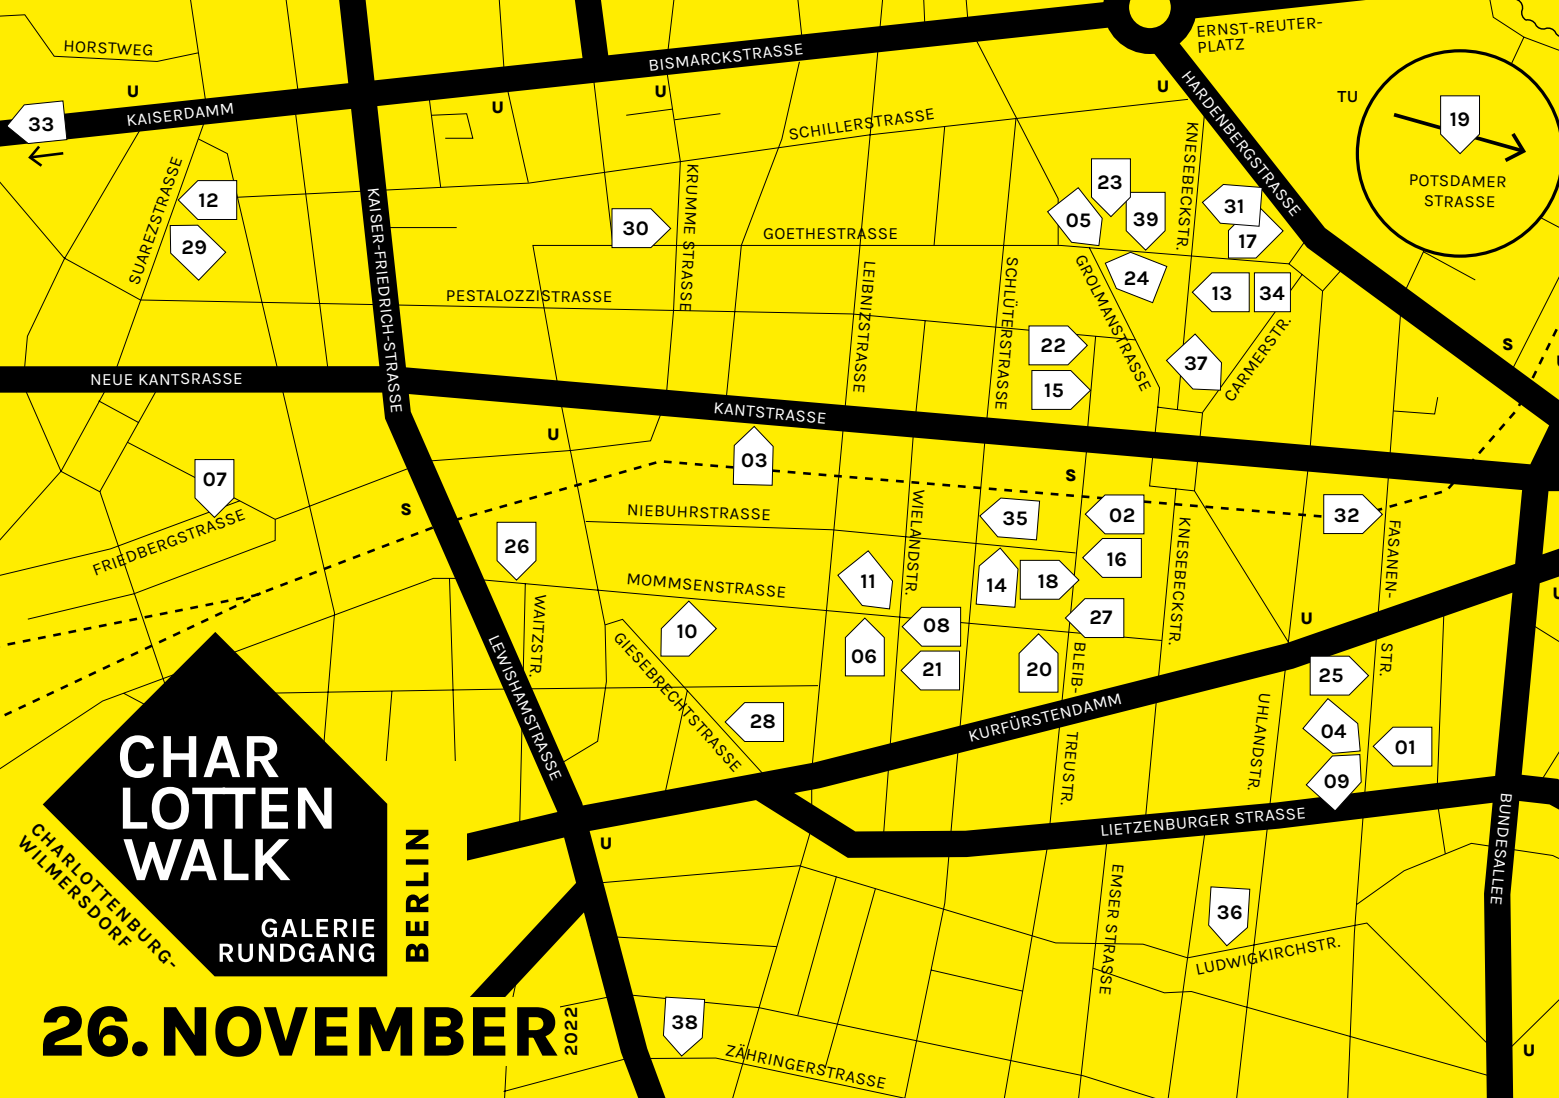 HORSTWEG
U
KAISERDAMM
33
BISMARCKSTRASSE
U
U
U
ERNST-REUTER-
PLATZ
TU
HARDENBERGSTRASSE
19
POTSDAMER
STRASSE
SCHILLERSTRASSE
KNESEBECKSTR.
SUAREZSTRASSE
12
29
KAISER-FRIEDRICH-STRASSE
30
KRUMME STRASSE
GOETHESTRASSE
23
05
39
31
17
24
13
34
GROLMANSTRASSE
PESTALOZZISTRASSE
LEIBNIZSTRASSE
SCHLÜTERSTRASSE
22
15
37
CARMERSTR.
S
NEUE KANTSRASSE
KANTSTRASSE
U
03
S
07
S
FRIEDBERGSTRASSE
26
NIEBUHRSTRASSE
WIELANDSTR.
35
02
32
FASANEN-
STR.
16
KNESEBECKSTR.
MOMMSENSTRASSE
11
14
18
27
WAITZSTR.
10
GIESEBRECHTSTRASSE
06
08
21
20
BLEIB-
TREUSTR.
U
U
25
04
01
09
LEWISHAMSTRASSE
28
KURFÜRSTENDAMM
UHLANDSTR.
LIETZENBURGER STRASSE
BUNDESALLEE
U
EMSER STRASSE
36
LUDWIGKIRCHSTR.
38
ZÄHRINGERSTRASSE
U
CHAR
LOTTEN
WALK
GALERIE
RUNDGANG
CHARLOTTENBURG-
WILMERSDORF
BERLIN
26. NOVEMBER
2022